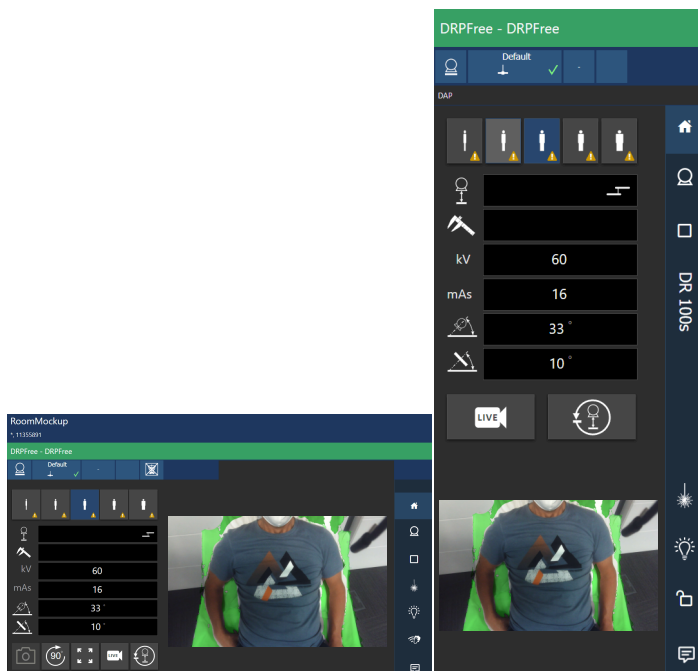 DRPFree - DRPFree
Default
DAP
kV 60
mAs 16
33 °
10 °
LIVE
DR 100s
RoomMockup
*, 11355891
DRPFree - DRPFree
Default
kV 60
mAs 16
33 °
10 °
90°
LIVE